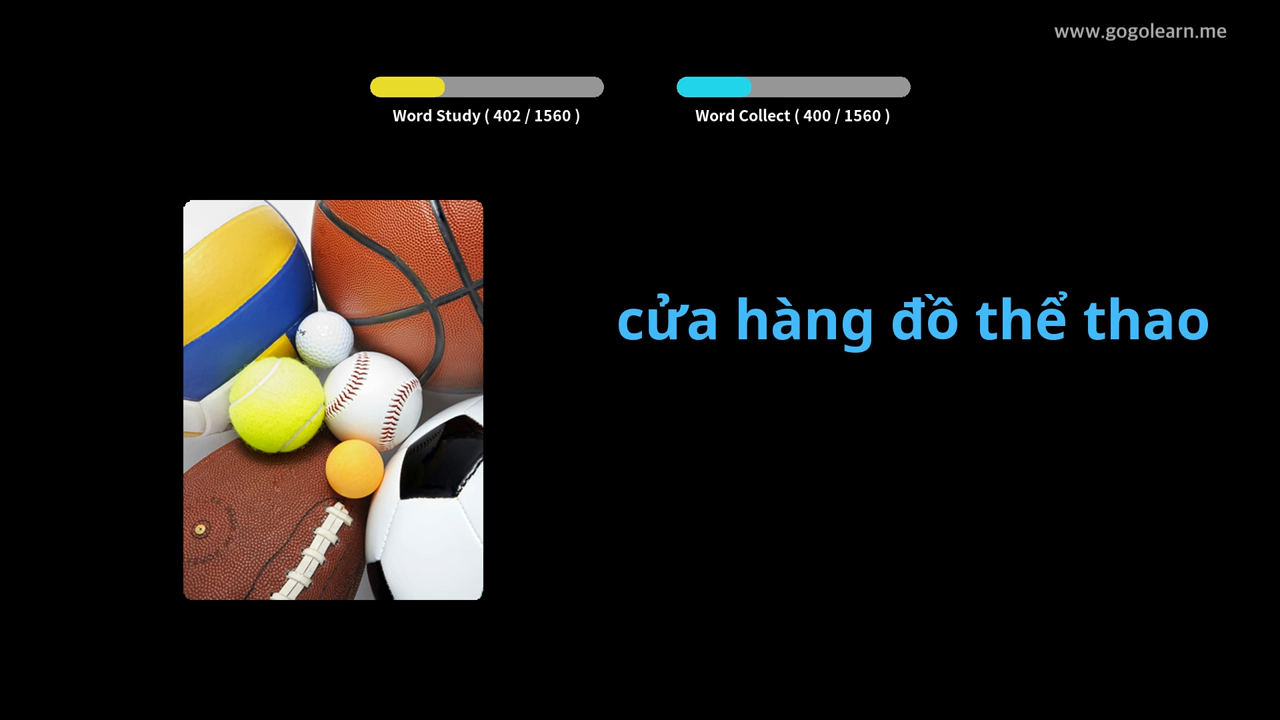 www.gogolearn.me
Word Study ( 402 / 1560 )
Word Collect ( 400 / 1560 )
cửa hàng đồ thể thao